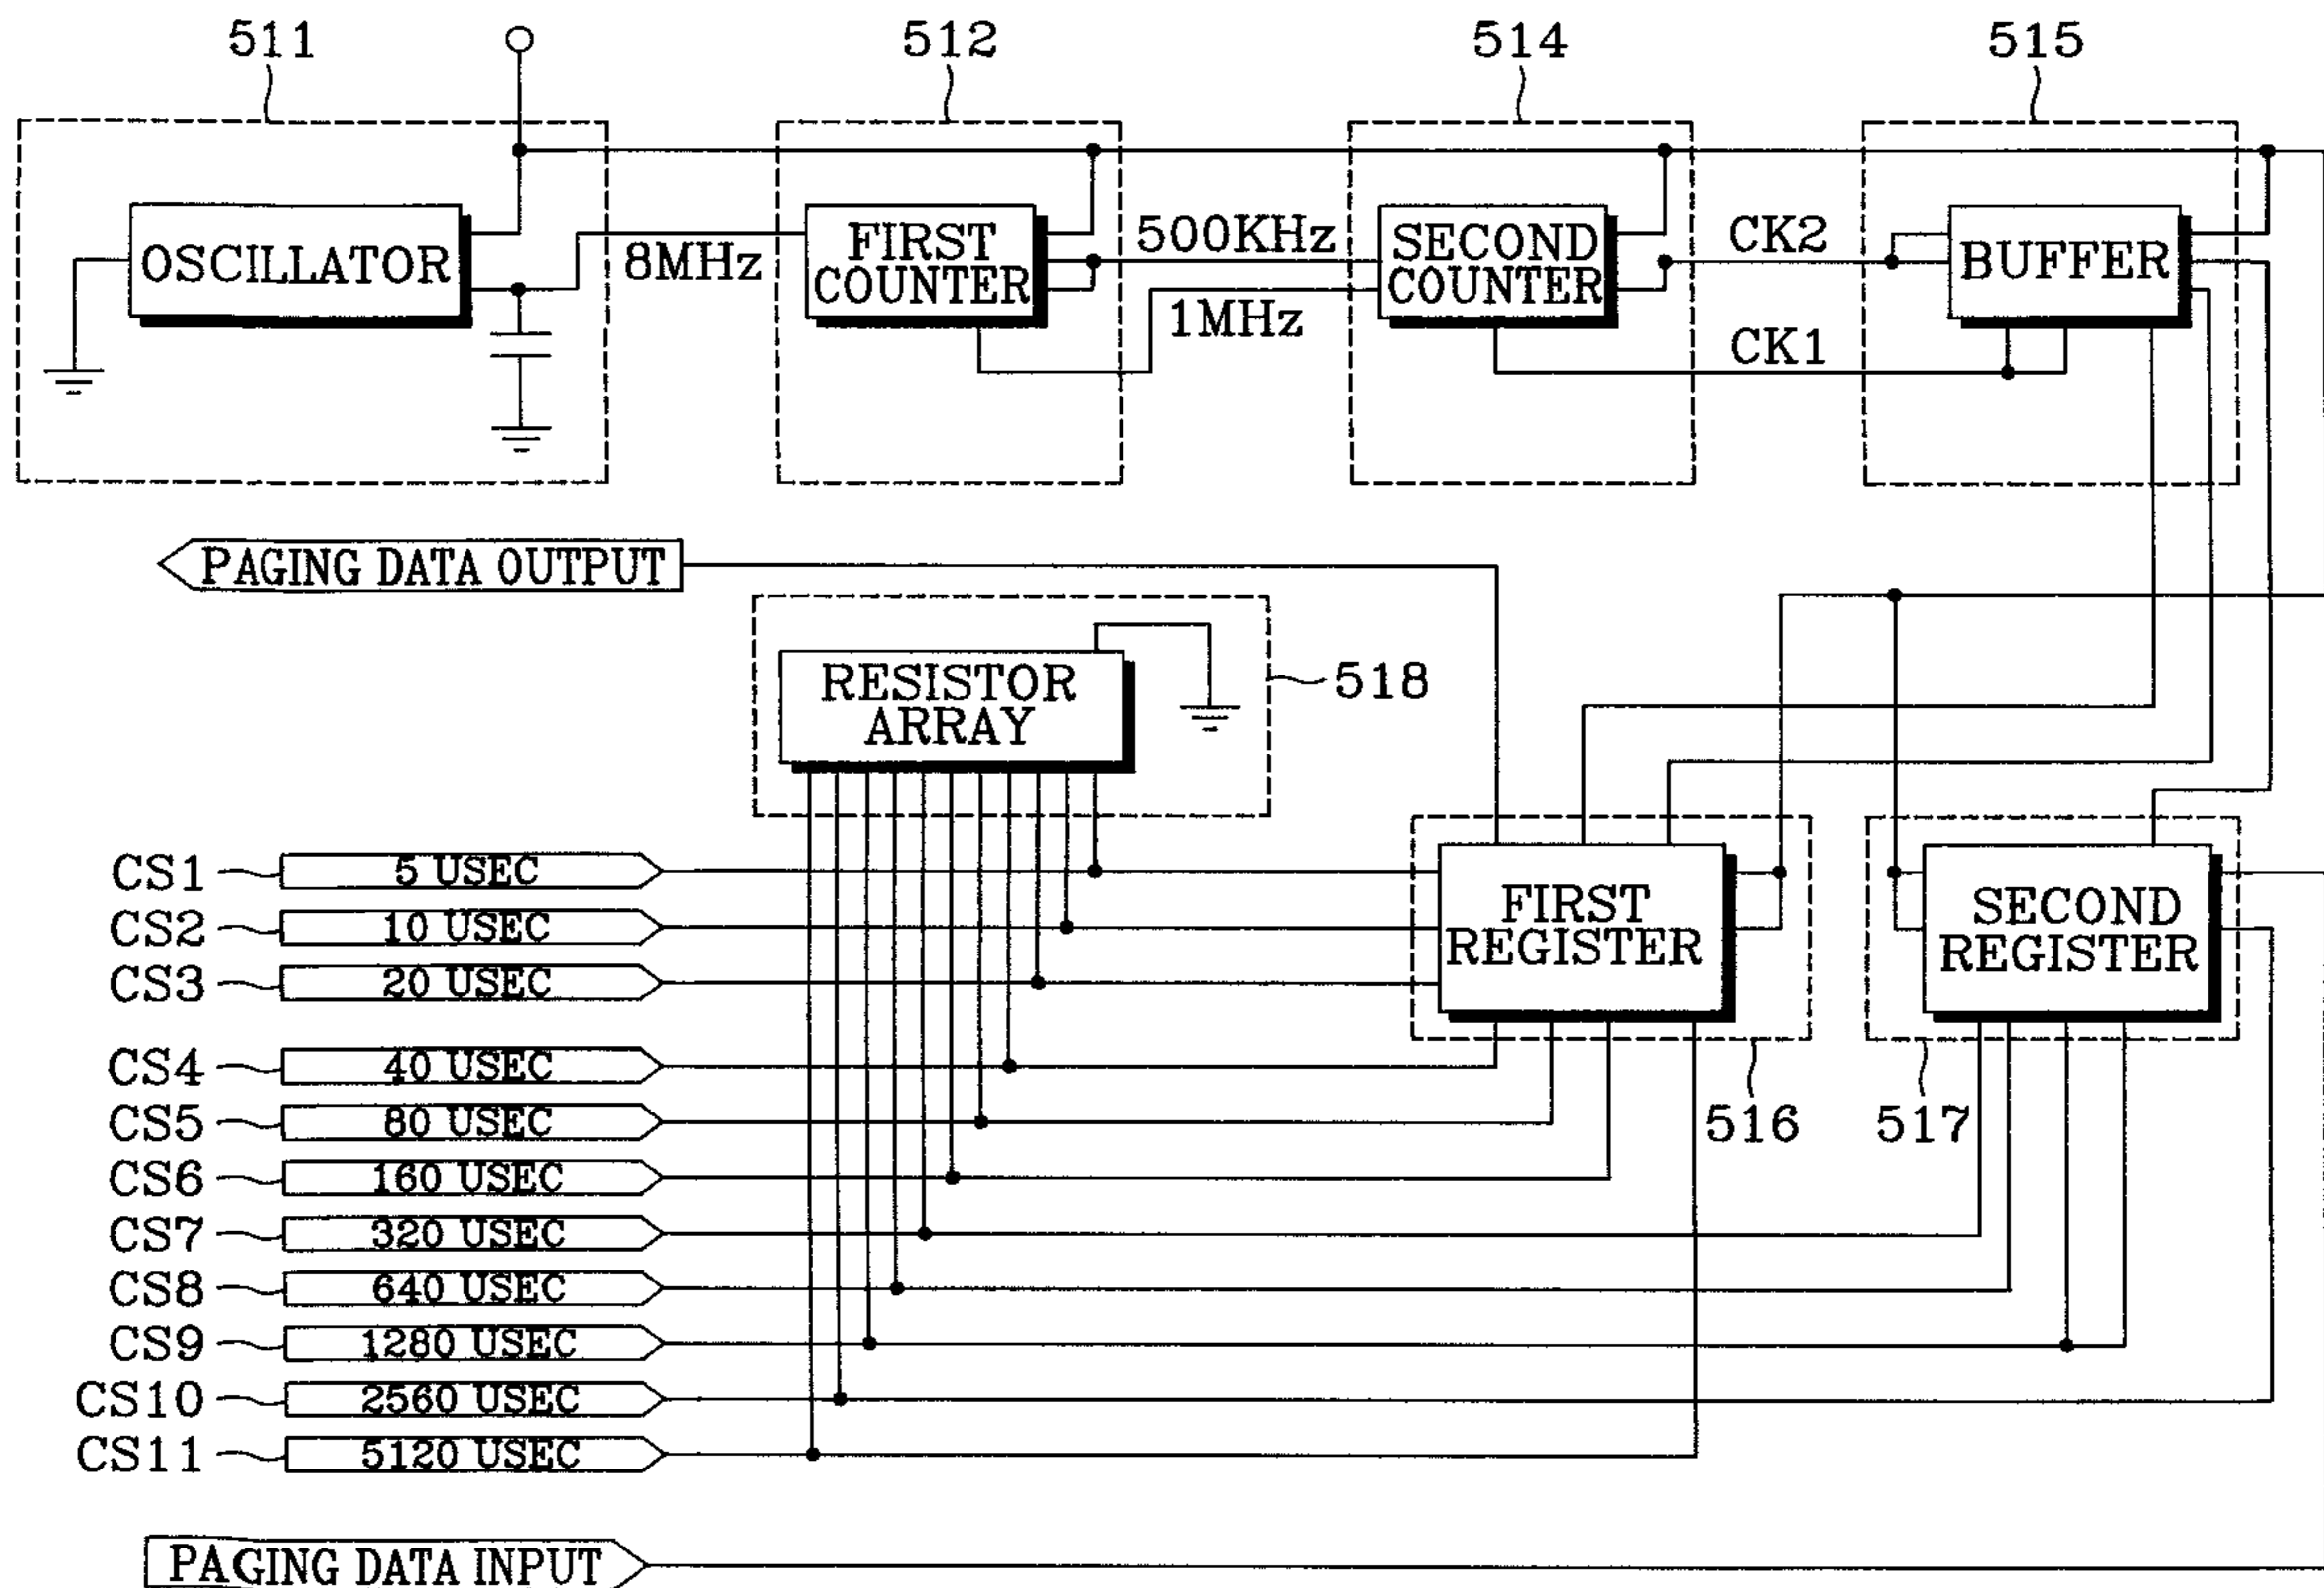 511
512
514
515
OSCILLATOR
8MHz
FIRST
COUNTER
500KHz
1MHz
SECOND
COUNTER
CK2
CK1
BUFFER
PAGING DATA OUTPUT
RESISTOR
ARRAY
518
CS1 5 USEC
CS2 10 USEC
CS3 20 USEC
CS4 40 USEC
CS5 80 USEC
CS6 160 USEC
CS7 320 USEC
CS8 640 USEC
CS9 1280 USEC
CS10 2560 USEC
CS11 5120 USEC
FIRST
REGISTER
516
SECOND
REGISTER
517
PAGING DATA INPUT